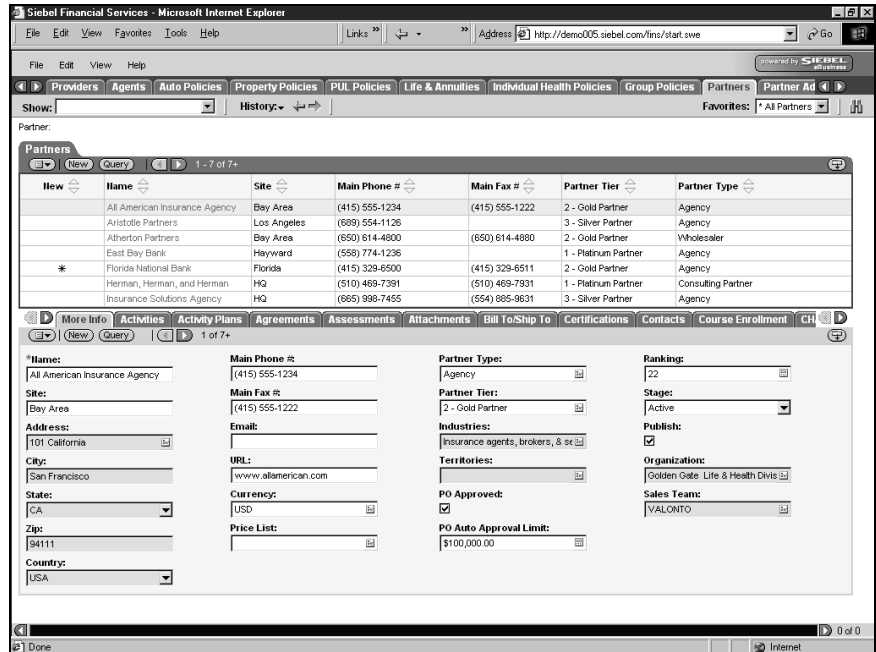 Siebel Financial Services - Microsoft Internet Explorer
File Edit View Favorites Tools Help Links » » Address http://demo005.siebel.com/fins/start.swe Go
File Edit View Help powered by SIEBEL eBusiness
Providers Agents Auto Policies Property Policies PUL Policies Life & Annuities Individual Health Policies Group Policies Partners Partner Ad
Show: History: Favorites: * All Partners
Partner:
Partners
New Query 1 - 7 of 7+
New Name Site Main Phone # Main Fax # Partner Tier Partner Type
All American Insurance Agency Bay Area (415) 555-1234 (415) 555-1222 2 - Gold Partner Agency
Aristotle Partners Los Angeles (689) 554-1126 3 - Silver Partner Agency
Atherton Partners Bay Area (650) 614-4800 (650) 614-4880 2 - Gold Partner Wholesaler
East Bay Bank Hayward (558) 774-1236 1 - Platinum Partner Agency
* Florida National Bank Florida (415) 329-6500 (415) 329-6511 2 - Gold Partner Agency
Herman, Herman, and Herman HQ (510) 469-7391 (510) 469-7931 1 - Platinum Partner Consulting Partner
Insurance Solutions Agency HQ (665) 998-7455 (554) 885-9631 3 - Silver Partner Agency
More Info Activities Activity Plans Agreements Assessments Attachments Bill To/Ship To Certifications Contacts Course Enrollment CH
New Query 1 of 7+
*Name: Main Phone #: Partner Type: Ranking:
All American Insurance Agency (415) 555-1234 Agency 22
Site: Main Fax #: Partner Tier: Stage:
Bay Area (415) 555-1222 2 - Gold Partner Active
Address: Email: Industries: Publish:
101 California Insurance agents, brokers, & se
City: URL: Territories: Organization:
San Francisco www.allamerican.com Golden Gate Life & Health Divis
State: Currency: PO Approved: Sales Team:
CA USD VALONTO
Zip: Price List: PO Auto Approval Limit:
94111 $100,000.00
Country:
USA
0 of 0
Done Internet